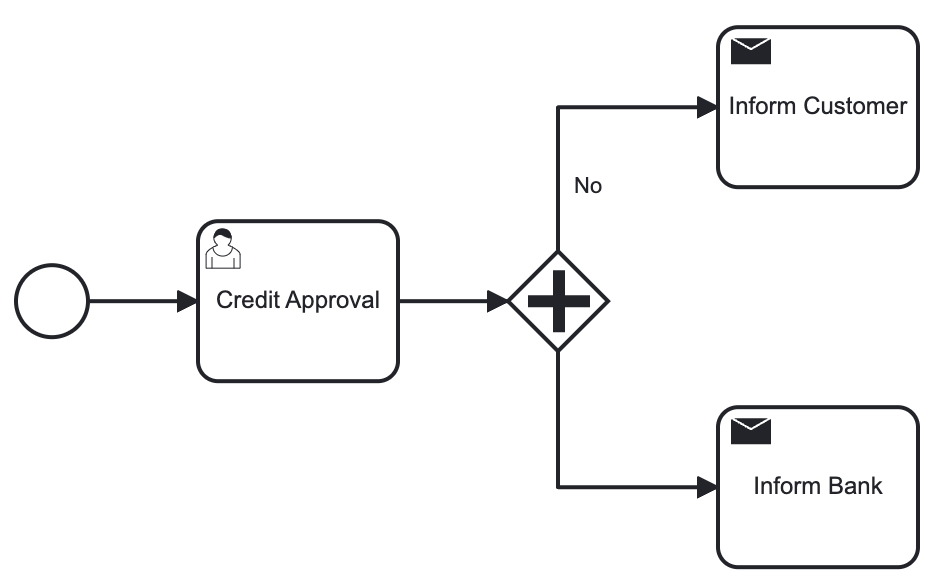 Inform Customer
No
Credit Approval
Inform Bank